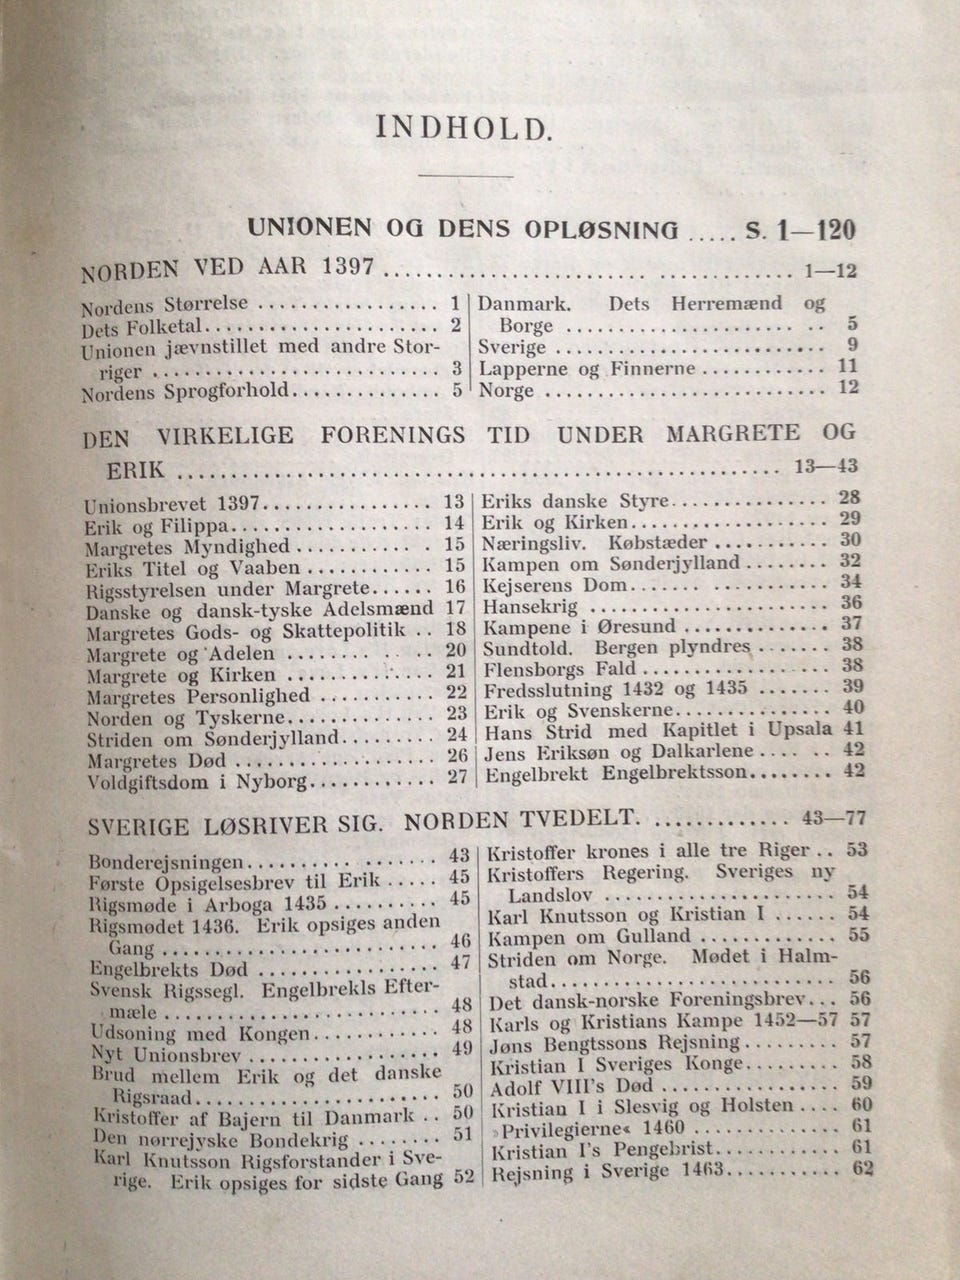 INDHOLD.
UNIONEN OG DENS OPLØSNING ..... S. 1—120
NORDEN VED AAR 1397 ........................................ 1—12
Nordens Størrelse ................. 1
Dets Folketal...................... 2
Unionen jævnstillet med andre Stor-
riger ........................... 3
Nordens Sprogforhold.............. 5
Danmark. Dets Herremænd og
Borge ........................ 5
Sverige .......................... 9
Lapperne og Finnerne ............ 11
Norge ........................... 12
DEN VIRKELIGE FORENINGS TID UNDER MARGRETE OG
ERIK .......................................................... 13—43
Unionsbrevet 1397................ 13
Erik og Filippa................... 14
Margretes Myndighed ............. 15
Eriks Titel og Vaaben ............ 15
Rigsstyrelsen under Margrete...... 16
Danske og dansk-tyske Adelsmænd 17
Margretes Gods- og Skattepolitik .. 18
Margrete og Adelen .............. 20
Margrete og Kirken .............. 21
Margretes Personlighed ........... 22
Norden og Tyskerne.............. 23
Striden om Sønderjylland......... 24
Margretes Død ................... 26
Voldgiftsdom i Nyborg............ 27
Eriks danske Styre............... 28
Erik og Kirken................... 29
Næringsliv. Købstæder ........... 30
Kampen om Sønderjylland ........ 32
Kejserens Dom................... 34
Hansekrig ....................... 36
Kampene i Øresund .............. 37
Sundtold. Bergen plyndres ....... 38
Flensborgs Fald .................. 38
Fredsslutning 1432 og 1435 ....... 39
Erik og Svenskerne............... 40
Hans Strid med Kapitlet i Upsala 41
Jens Eriksøn og Dalkarlene ...... 42
Engelbrekt Engelbrektsson........ 42
SVERIGE LØSRIVER SIG. NORDEN TVEDELT. ............. 43—77
Bonderejsningen.................. 43
Første Opsigelsesbrev til Erik ..... 45
Rigsmøde i Arboga 1435 .......... 45
Rigsmødet 1436. Erik opsiges anden
Gang .......................... 46
Engelbrekts Død ................. 47
Svensk Rigssegl. Engelbrekls Efter-
mæle .......................... 48
Udsoning med Kongen............ 48
Nyt Unionsbrev .................. 49
Brud mellem Erik og det danske
Rigsraad....................... 50
Kristoffer af Bajern til Danmark .. 50
Den nørrejyske Bondekrig ........ 51
Karl Knutsson Rigsforstander i Sve-
rige. Erik opsiges for sidste Gang 52
Kristoffer krones i alle tre Riger .. 53
Kristoffers Regering. Sveriges ny
Landslov ...................... 54
Karl Knutsson og Kristian I ...... 54
Kampen om Gulland ............. 55
Striden om Norge. Mødet i Halm-
stad........................... 56
Det dansk-norske Foreningsbrev... 56
Karls og Kristians Kampe 1452—57 57
Jøns Bengtssons Rejsning......... 57
Kristian I Sveriges Konge......... 58
Adolf VIII's Død ................. 59
Kristian I i Slesvig og Holsten .... 60
»Privilegierne« 1460 .............. 61
Kristian I's Pengebrist............ 61
Rejsning i Sverige 1463........... 62